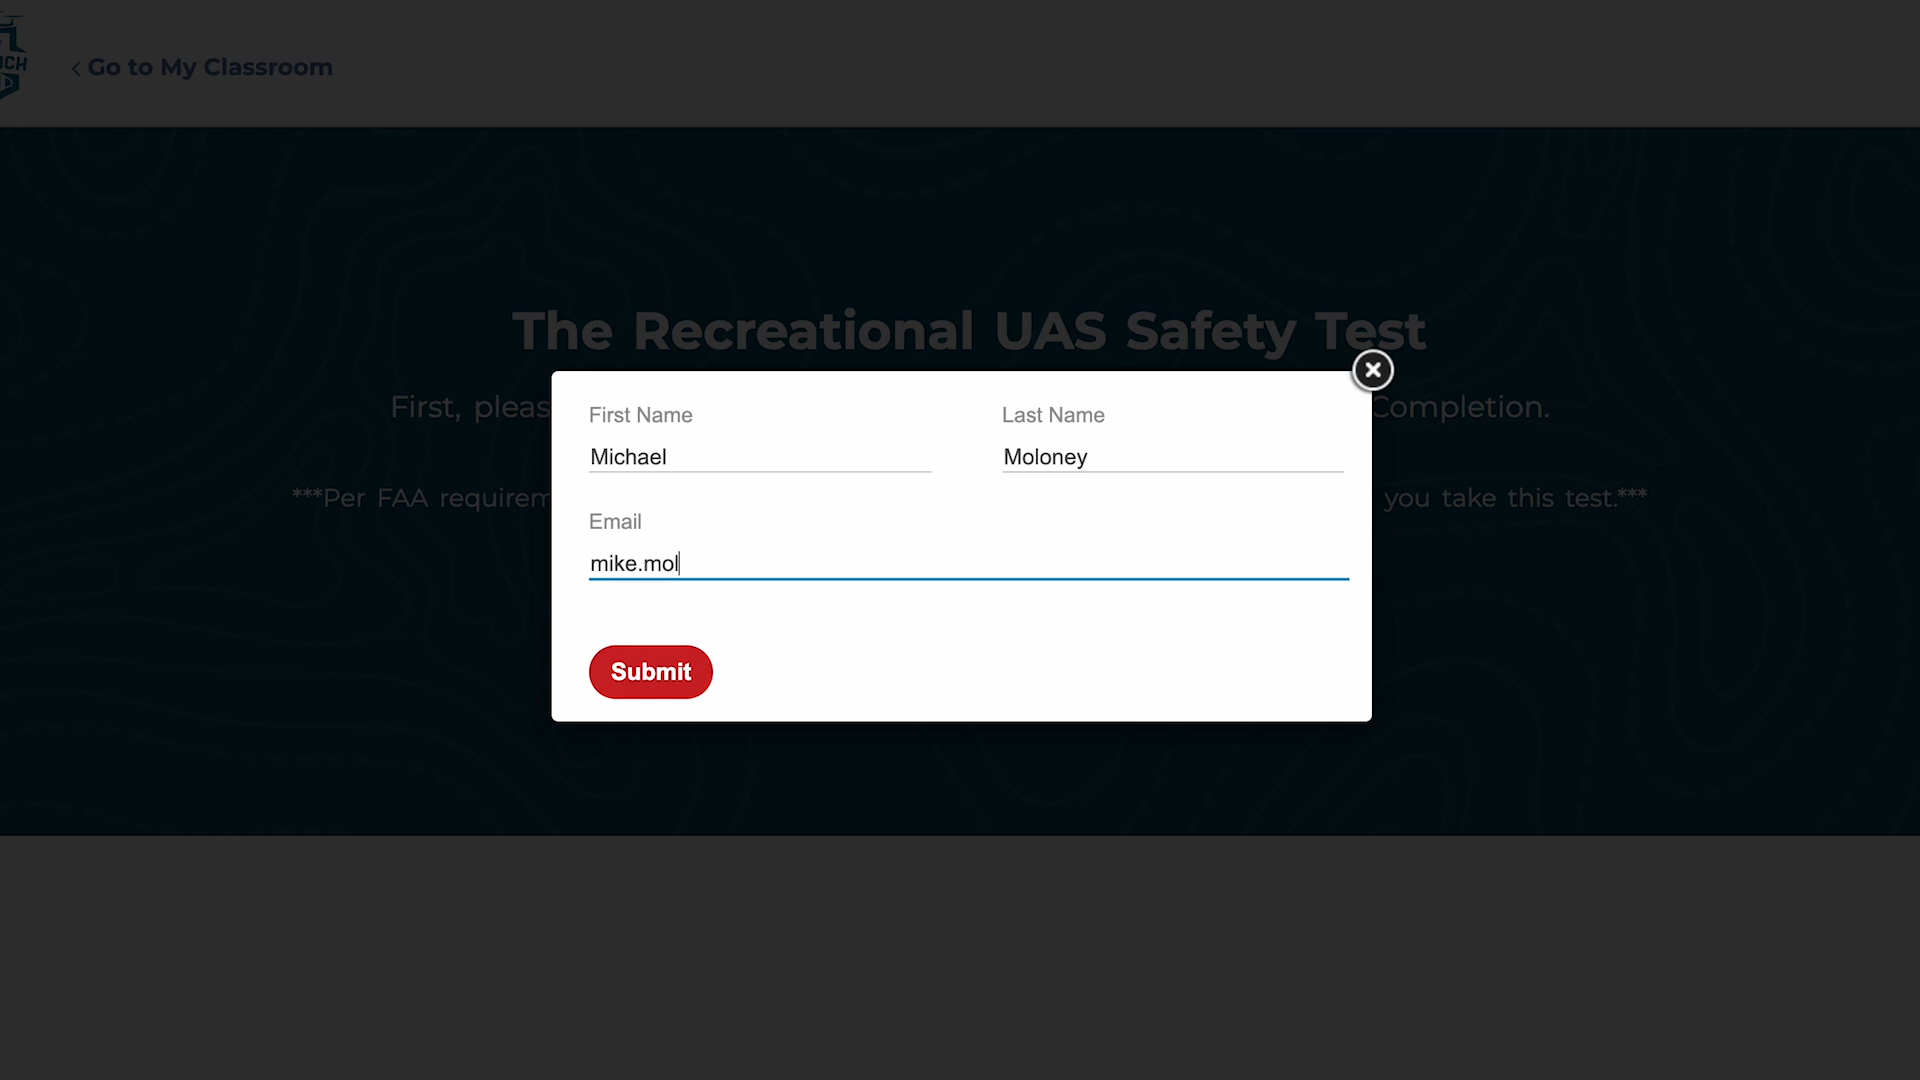 < Go to My Classroom
The Recreational UAS Safety Test
First, pleas
Completion.
***Per FAA requirem
you take this test.***
First Name
Last Name
Michael
Moloney
Email
mike.mol
Submit